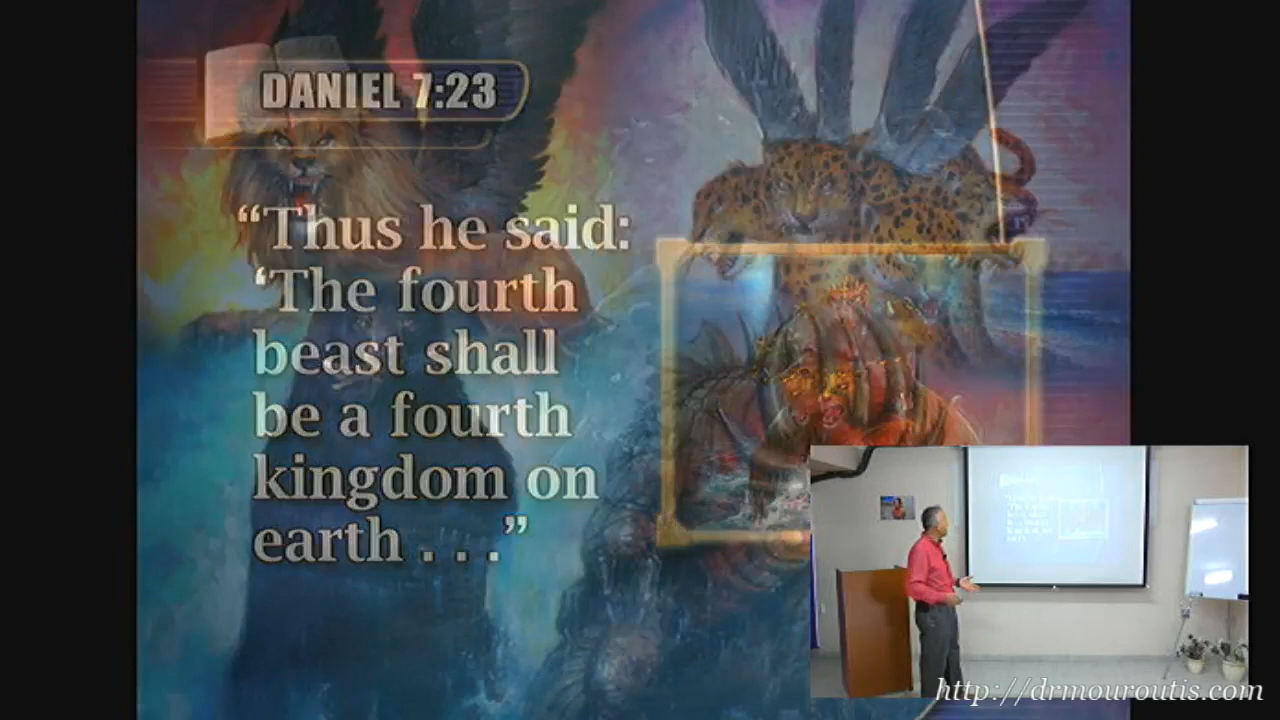 DANIEL 7:23
“Thus he said:
‘The fourth
beast shall
be a fourth
kingdom on
earth . . .”
http://drmouroutis.com